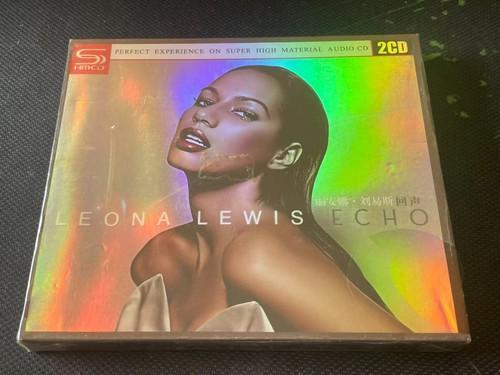 SHM-CD
PERFECT EXPERIENCE ON SUPER HIGH MATERIAL AUDIO CD
2CD
丽安娜·刘易斯回声
LEONA LEWIS ECHO